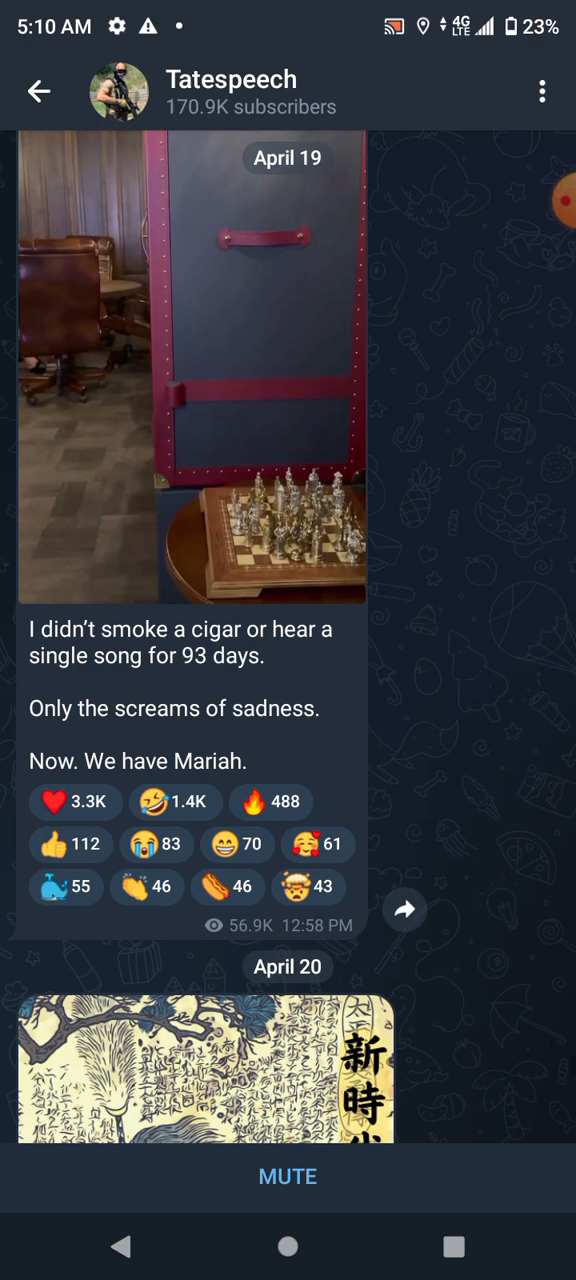 5:10 AM
4G
LTE
23%
Tatespeech
170.9K subscribers
April 19
I didn’t smoke a cigar or hear a
single song for 93 days.
Only the screams of sadness.
Now. We have Mariah.
❤️ 3.3K 🤣 1.4K 🔥 488
👍 112 😭 83 😁 70 🥰 61
🐳 55 👏 46 🌭 46 🤯 43
56.9K 12:58 PM
April 20
新
時
MUTE